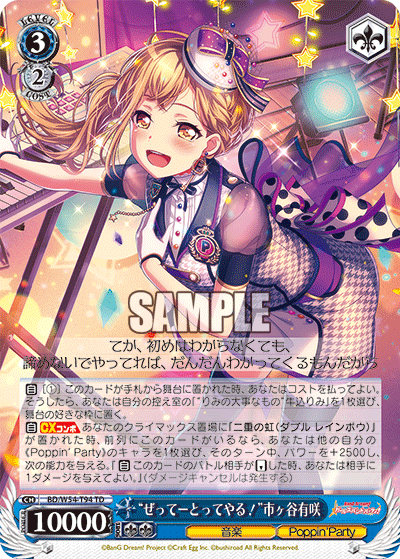 LEVEL
3
2
COST
SAMPLE
てか、初めはわからなくても、
諦めないでやってれば、だんだんわかってくるもんだから
【自】［①］このカードが手札から舞台に置かれた時、あなたはコストを払ってよい。
そうしたら、あなたは自分の控え室の「“りみの大事なもの”牛込りみ」を1枚選び、
舞台の好きな枠に置く。
【自】 CXコンボ あなたのクライマックス置場に「二重の虹（ダブル レインボウ）」
が置かれた時、前列にこのカードがいるなら、あなたは他の自分の
《Poppin' Party》のキャラを1枚選び、そのターン中、パワーを＋2500し、
次の能力を与える。『【自】 このカードのバトル相手が した時、あなたは相手に
1ダメージを与えてよい。』（ダメージキャンセルは発生する）
BD/W54-T94 TD
10000
“ぜってーとってやる！”市ヶ谷有咲
音楽
Poppin'Party
©BanG Dream! Project ©Craft Egg Inc. ©bushiroad All Rights Reserved.